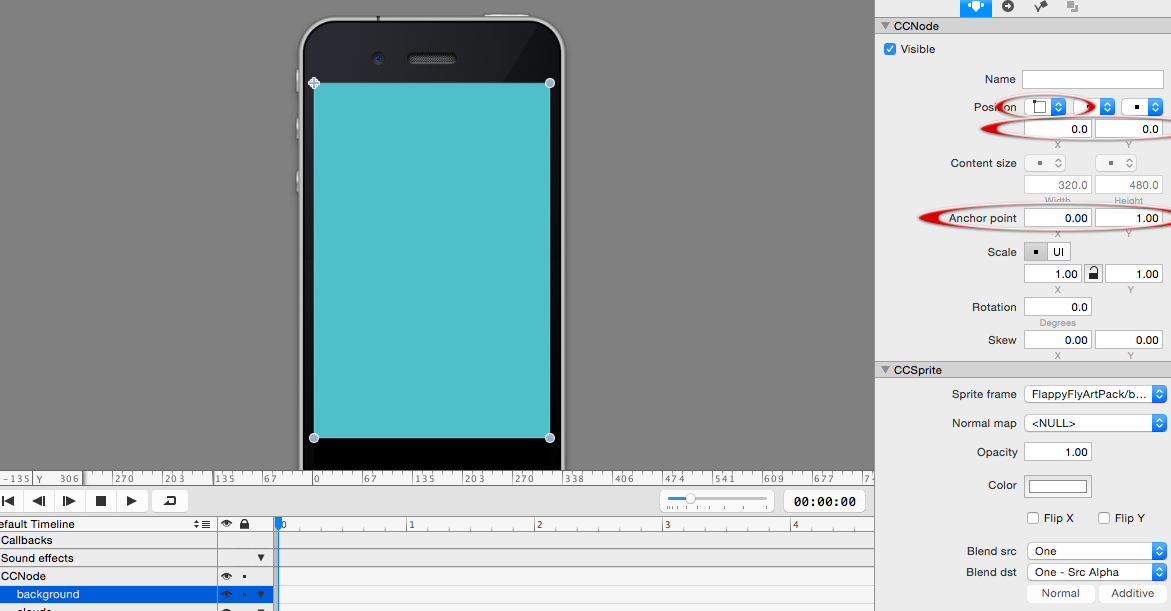 CCNode
Visible
Name
Position
0.0 0.0
X Y
Content size
320.0 480.0
Width Height
Anchor point 0.00 1.00
X Y
Scale UI
1.00 1.00
X Y
Rotation 0.0
Degrees
Skew 0.00 0.00
X Y
CCSprite
Sprite frame FlappyFlyArtPack/b...
Normal map <NULL>
Opacity 1.00
Color
Flip X Flip Y
Blend src One
Blend dst One - Src Alpha
Normal Additive
-135 Y 306 270 203 135 67 0 67 135 203 270 338 406 474 541 609 677 74
00:00:00
efault Timeline 0 1 2 3 4
Callbacks
Sound effects
CCNode
background